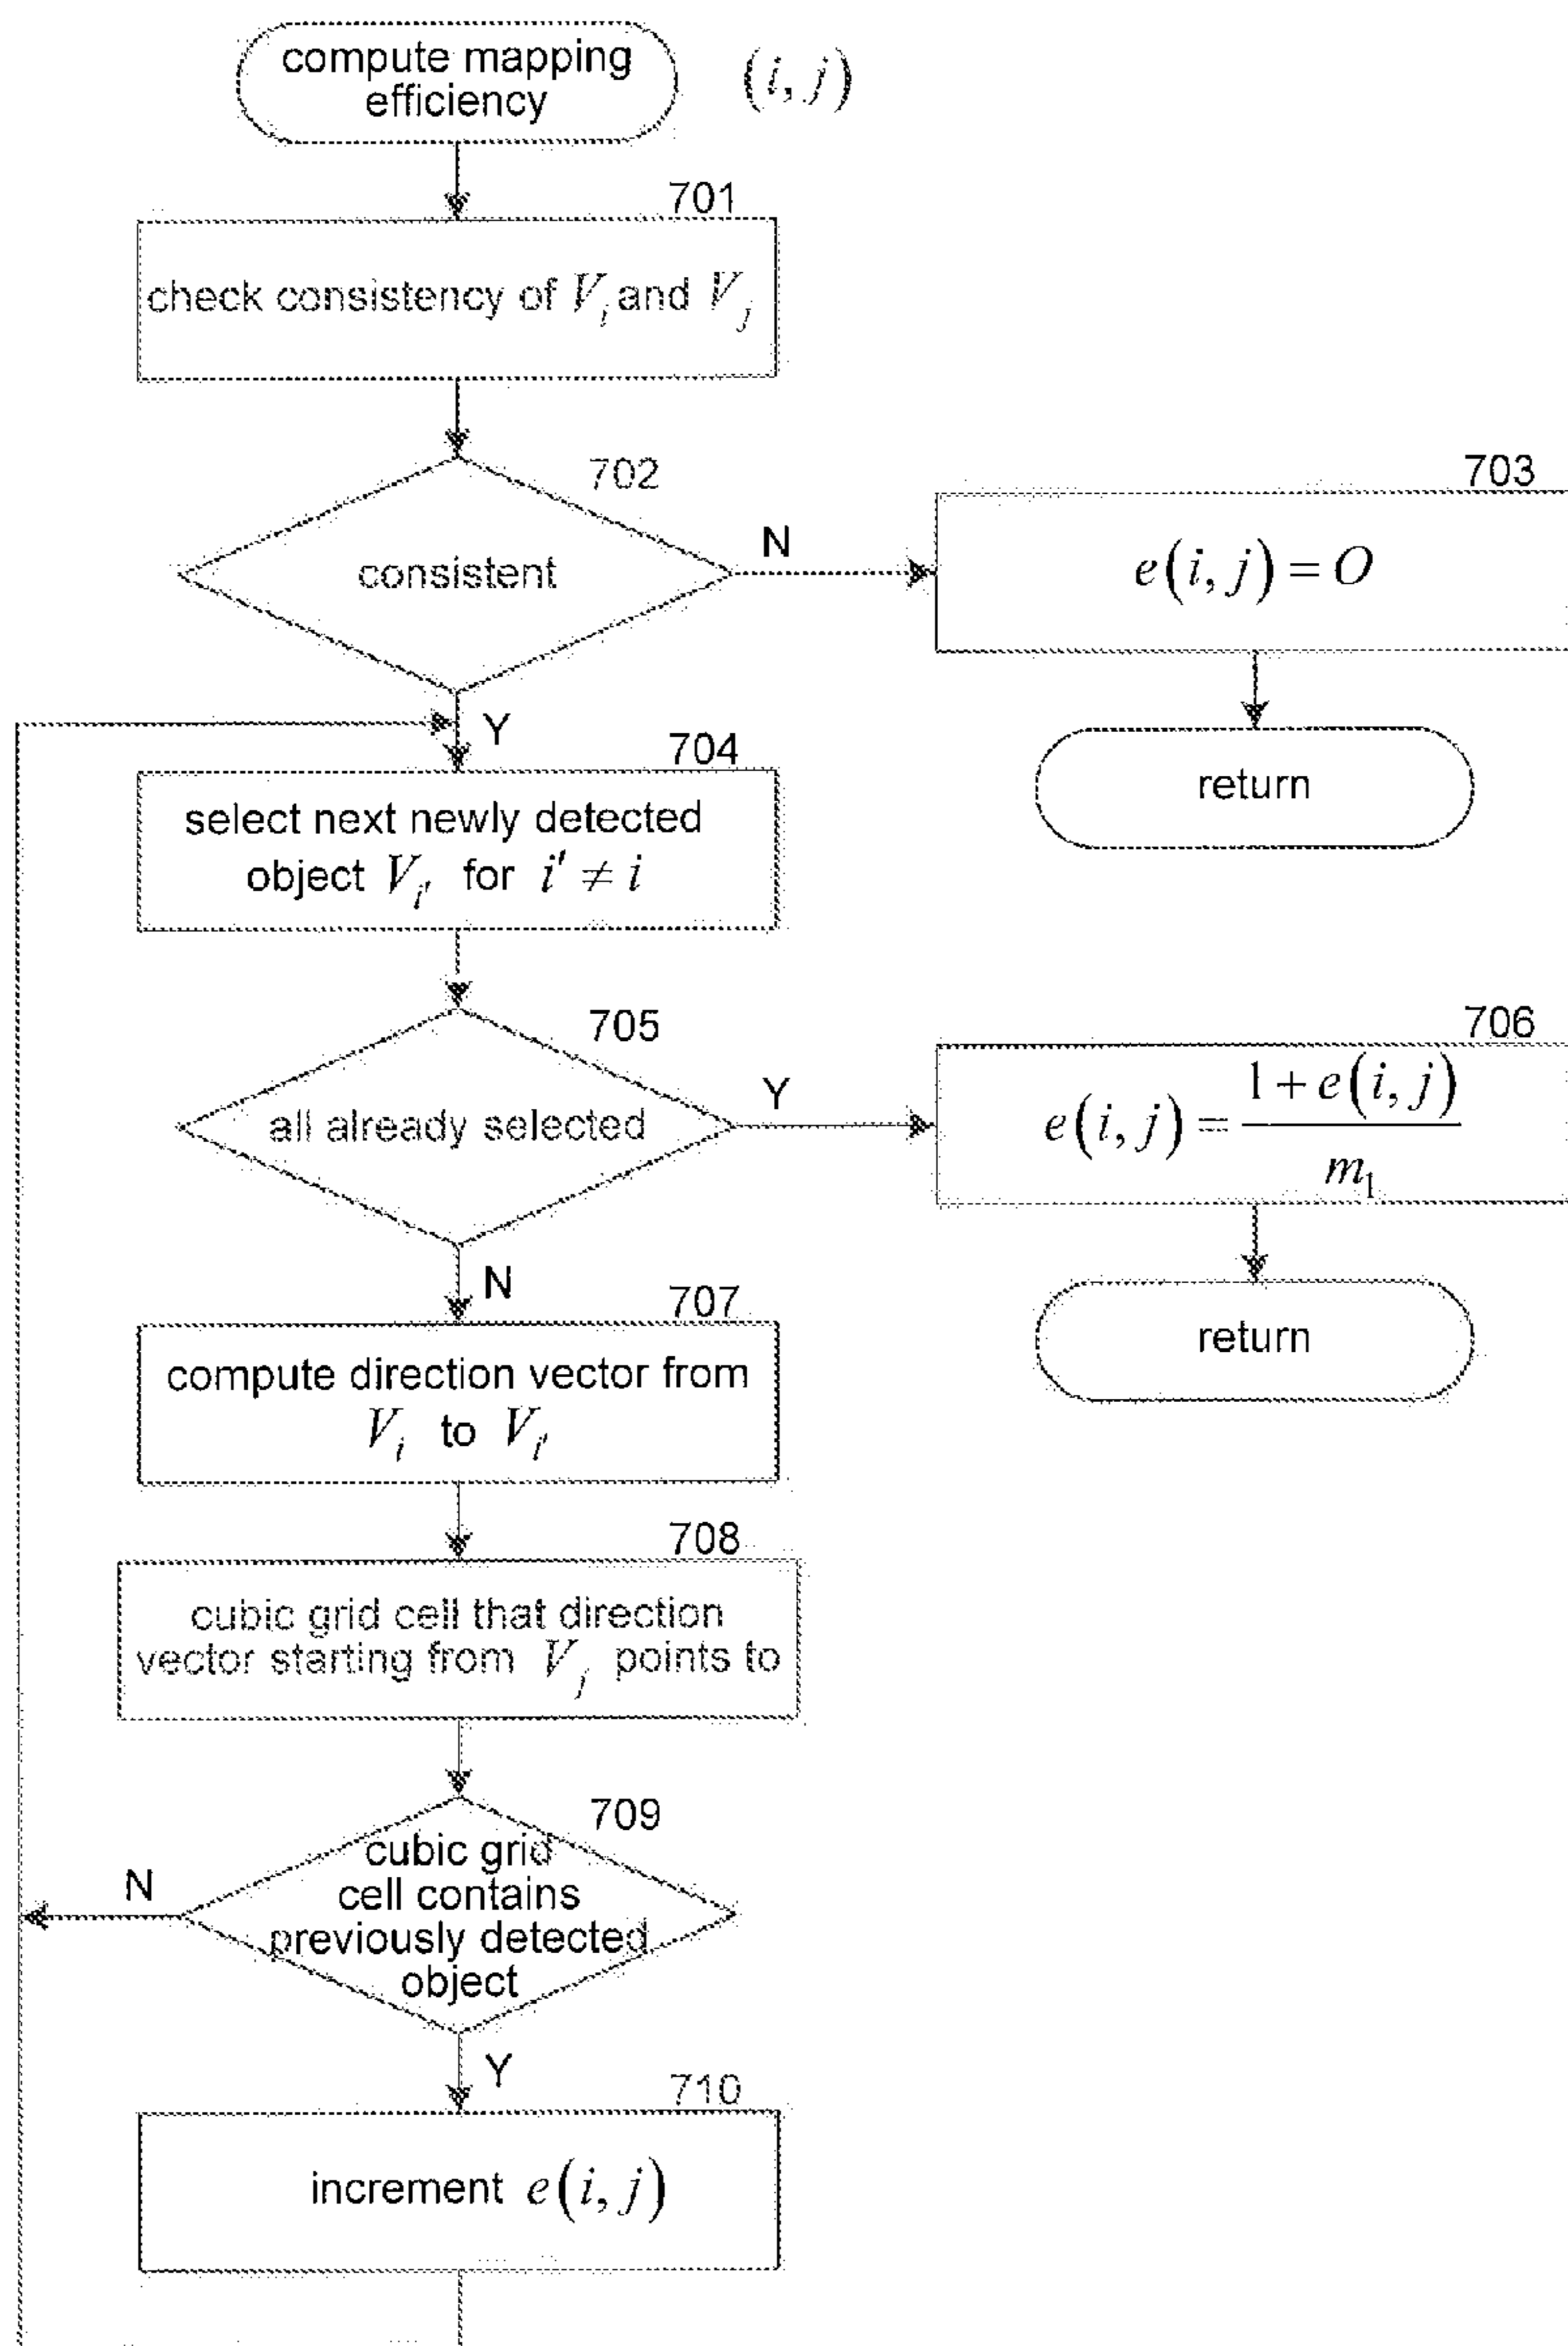 compute mapping
efficiency
(i, j)
701
check consistency of V_i and V_j
702
consistent
N
703
e(i, j) = O
return
Y
704
select next newly detected
object V_i' for i' ≠ i
705
all already selected
Y
706
e(i, j) = \frac{1 + e(i, j)}{m_1}
return
N
707
compute direction vector from
V_i to V_i'
708
cubic grid cell that direction
vector starting from V_j points to
709
cubic grid
cell contains
previously detected
object
N
Y
710
increment e(i, j)